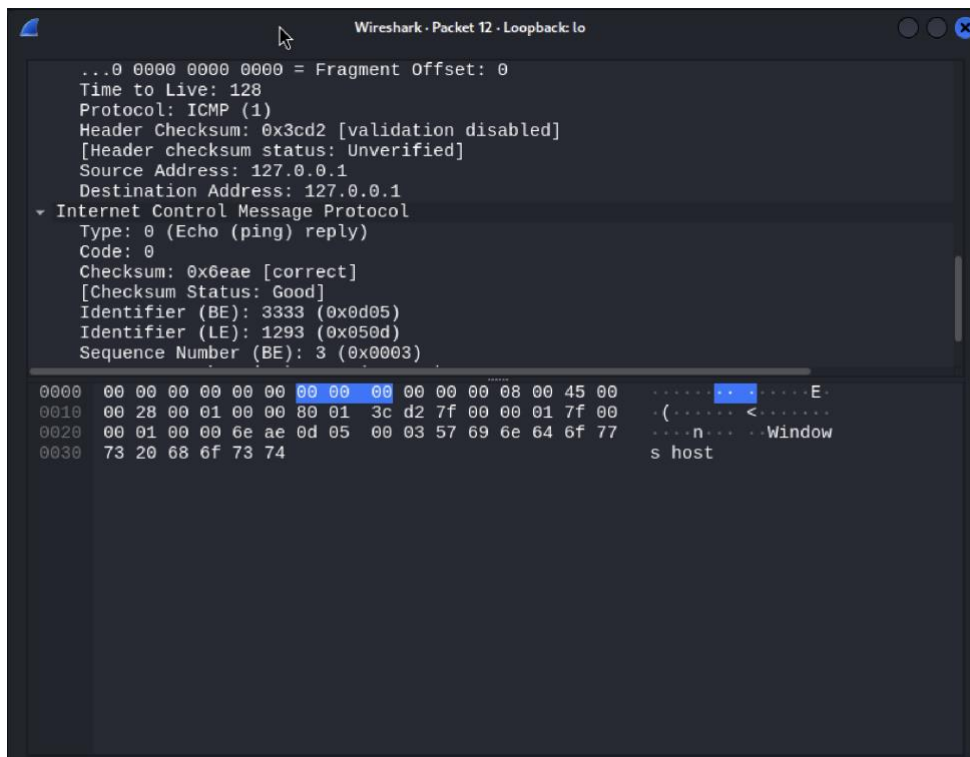 Wireshark · Packet 12 · Loopback: lo
...0 0000 0000 0000 = Fragment Offset: 0
Time to Live: 128
Protocol: ICMP (1)
Header Checksum: 0x3cd2 [validation disabled]
[Header checksum status: Unverified]
Source Address: 127.0.0.1
Destination Address: 127.0.0.1
Internet Control Message Protocol
Type: 0 (Echo (ping) reply)
Code: 0
Checksum: 0x6eae [correct]
[Checksum Status: Good]
Identifier (BE): 3333 (0x0d05)
Identifier (LE): 1293 (0x050d)
Sequence Number (BE): 3 (0x0003)
0000 00 00 00 00 00 00 00 00 00 00 00 00 08 00 45 00 ··············E·
0010 00 28 00 01 00 00 80 01 3c d2 7f 00 00 01 7f 00 ·(······ <·······
0020 00 01 00 00 6e ae 0d 05 00 03 57 69 6e 64 6f 77 ····n··· ··Window
0030 73 20 68 6f 73 74 s host